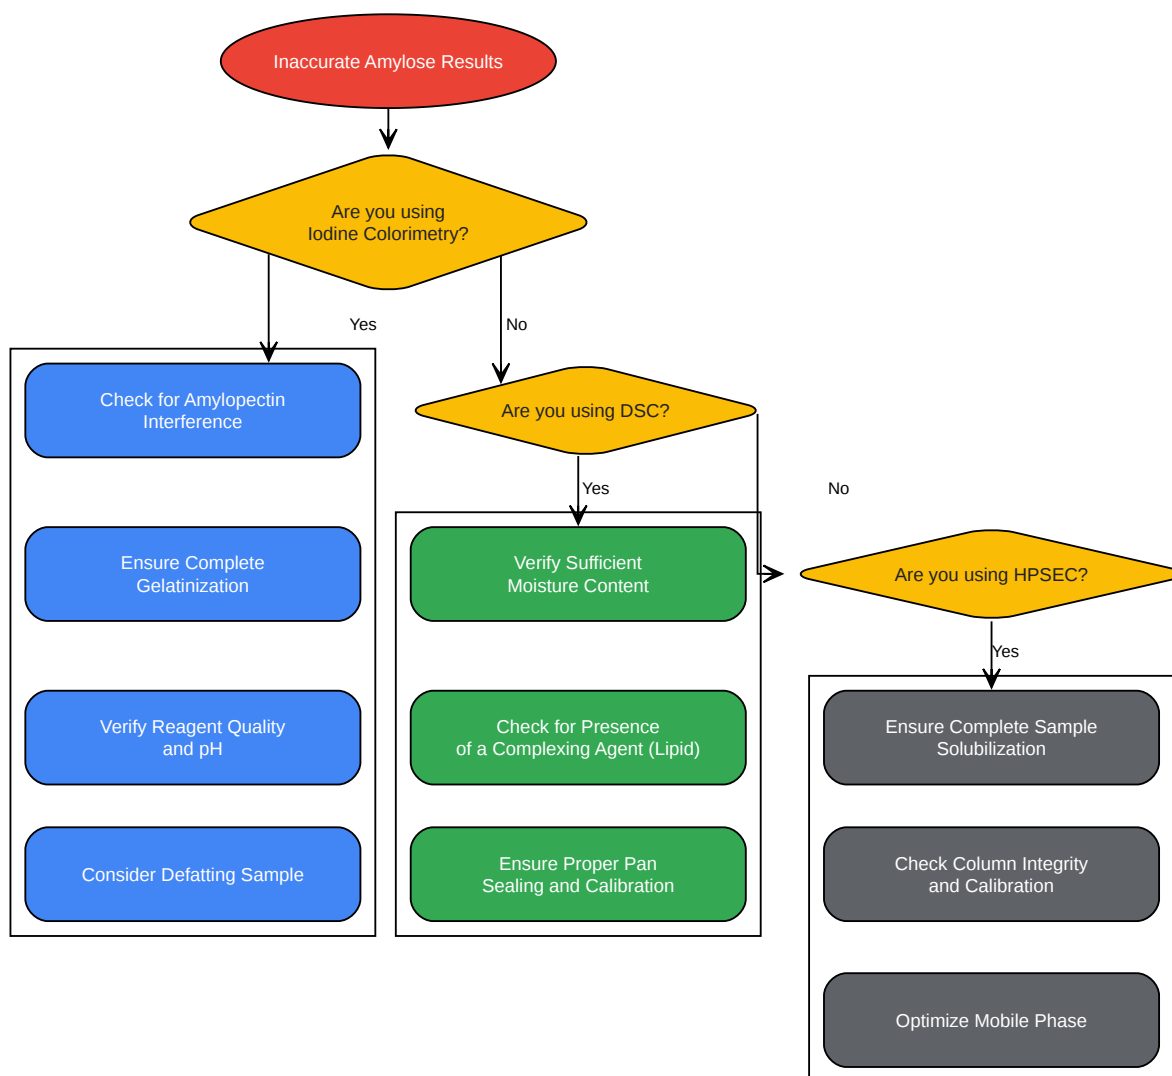 Inaccurate Amylose Results
Are you using
Iodine Colorimetry?
Yes
No
Check for Amylopectin
Interference
Are you using DSC?
Yes
No
Ensure Complete
Gelatinization
Verify Sufficient
Moisture Content
Are you using HPSEC?
Yes
Verify Reagent Quality
and pH
Check for Presence
of a Complexing Agent (Lipid)
Ensure Complete Sample
Solubilization
Consider Defatting Sample
Ensure Proper Pan
Sealing and Calibration
Check Column Integrity
and Calibration
Optimize Mobile Phase